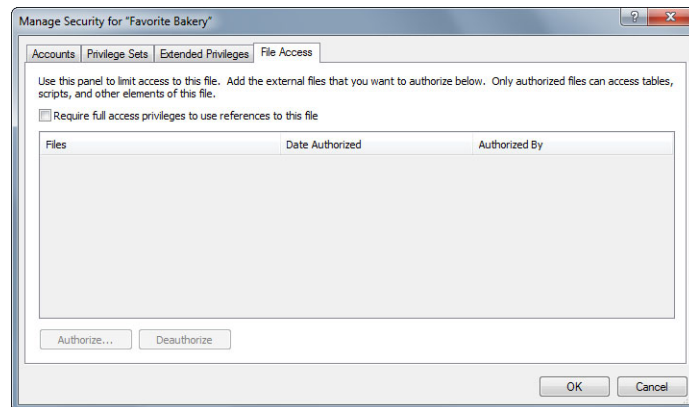 Manage Security for "Favorite Bakery"
Accounts Privilege Sets Extended Privileges File Access
Use this panel to limit access to this file. Add the external files that you want to authorize below. Only authorized files can access tables,
scripts, and other elements of this file.
Require full access privileges to use references to this file
Files Date Authorized Authorized By
Authorize... Deauthorize
OK Cancel